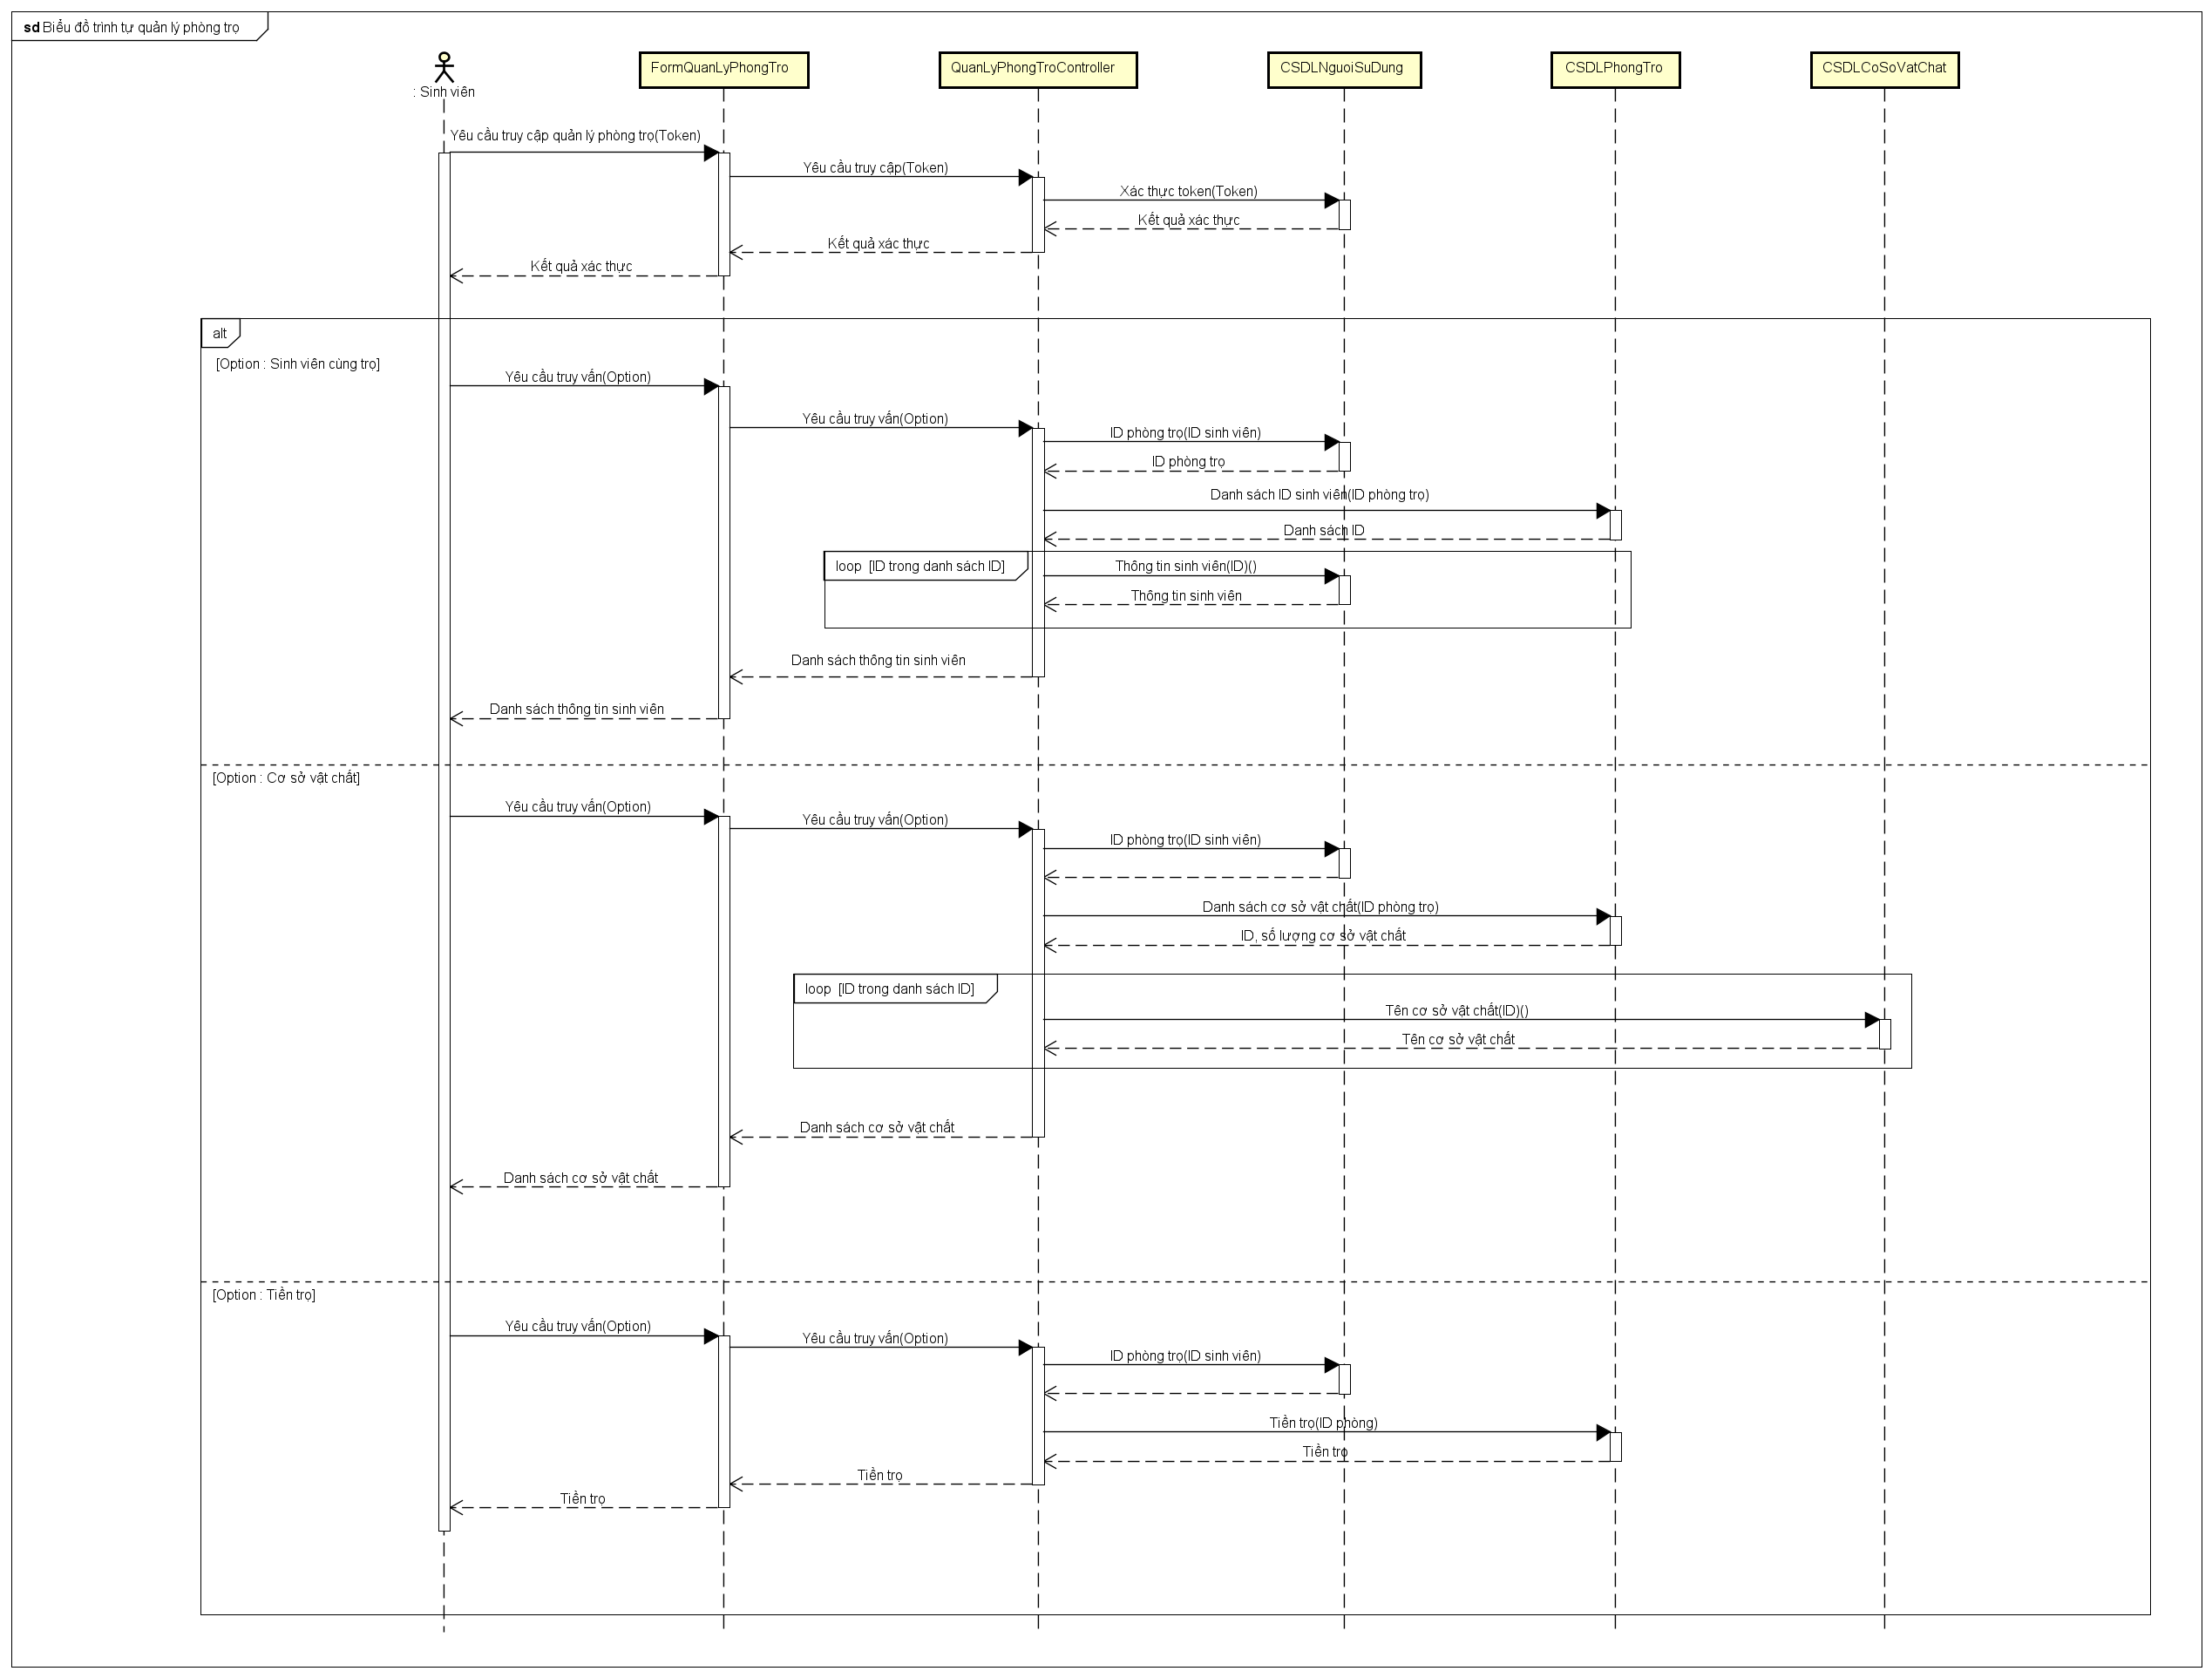 sd Biểu đồ trình tự quản lý phòng trọ
: Sinh viên
FormQuanLyPhongTro
QuanLyPhongTroController
CSDLNguoiSuDung
CSDLPhongTro
CSDLCoSoVatChat
Yêu cầu truy cập quản lý phòng trọ(Token)
Yêu cầu truy cập(Token)
Xác thực token(Token)
Kết quả xác thực
Kết quả xác thực
Kết quả xác thực
alt
[Option : Sinh viên cùng trọ]
Yêu cầu truy vấn(Option)
Yêu cầu truy vấn(Option)
ID phòng trọ(ID sinh viên)
ID phòng trọ
Danh sách ID sinh viên(ID phòng trọ)
Danh sách ID
loop [ID trong danh sách ID]
Thông tin sinh viên(ID)()
Thông tin sinh viên
Danh sách thông tin sinh viên
Danh sách thông tin sinh viên
[Option : Cơ sở vật chất]
Yêu cầu truy vấn(Option)
Yêu cầu truy vấn(Option)
ID phòng trọ(ID sinh viên)
Danh sách cơ sở vật chất(ID phòng trọ)
ID, số lượng cơ sở vật chất
loop [ID trong danh sách ID]
Tên cơ sở vật chất(ID)()
Tên cơ sở vật chất
Danh sách cơ sở vật chất
Danh sách cơ sở vật chất
[Option : Tiền trọ]
Yêu cầu truy vấn(Option)
Yêu cầu truy vấn(Option)
ID phòng trọ(ID sinh viên)
Tiền trọ(ID phòng)
Tiền trọ
Tiền trọ
Tiền trọ